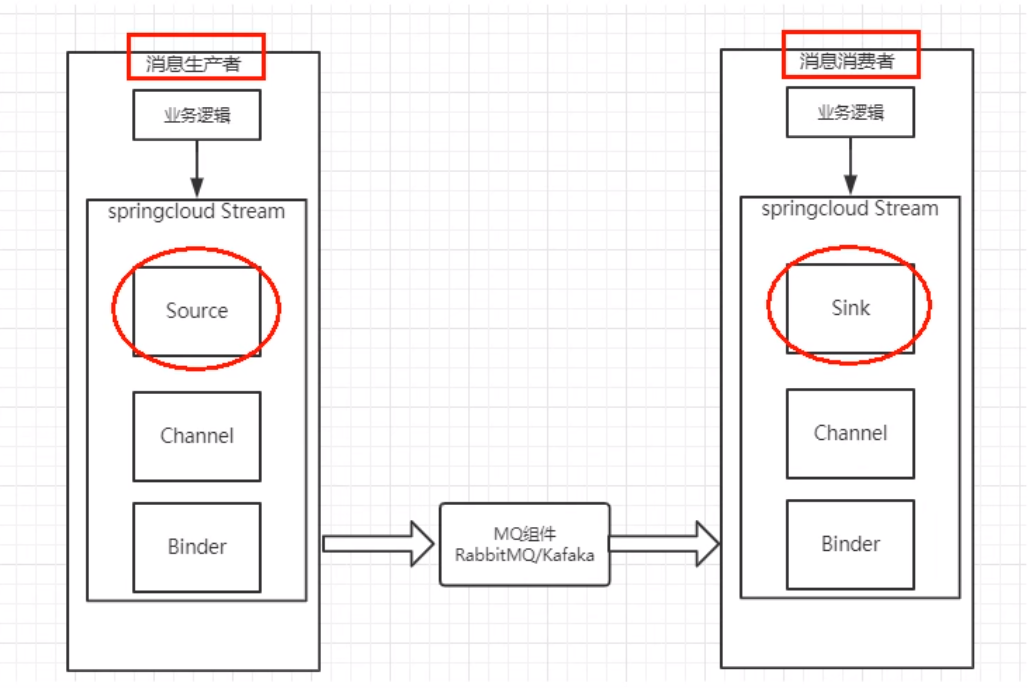 消息生产者
业务逻辑
springcloud Stream
Source
Channel
Binder
MQ组件
RabbitMQ/Kafaka
消息消费者
业务逻辑
springcloud Stream
Sink
Channel
Binder